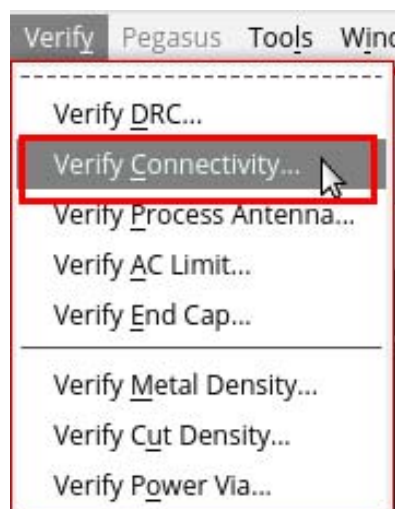 Verify Pegasus Tools
Verify DRC...
Verify Connectivity...
Verify Process Antenna...
Verify AC Limit...
Verify End Cap...
Verify Metal Density...
Verify Cut Density...
Verify Power Via...